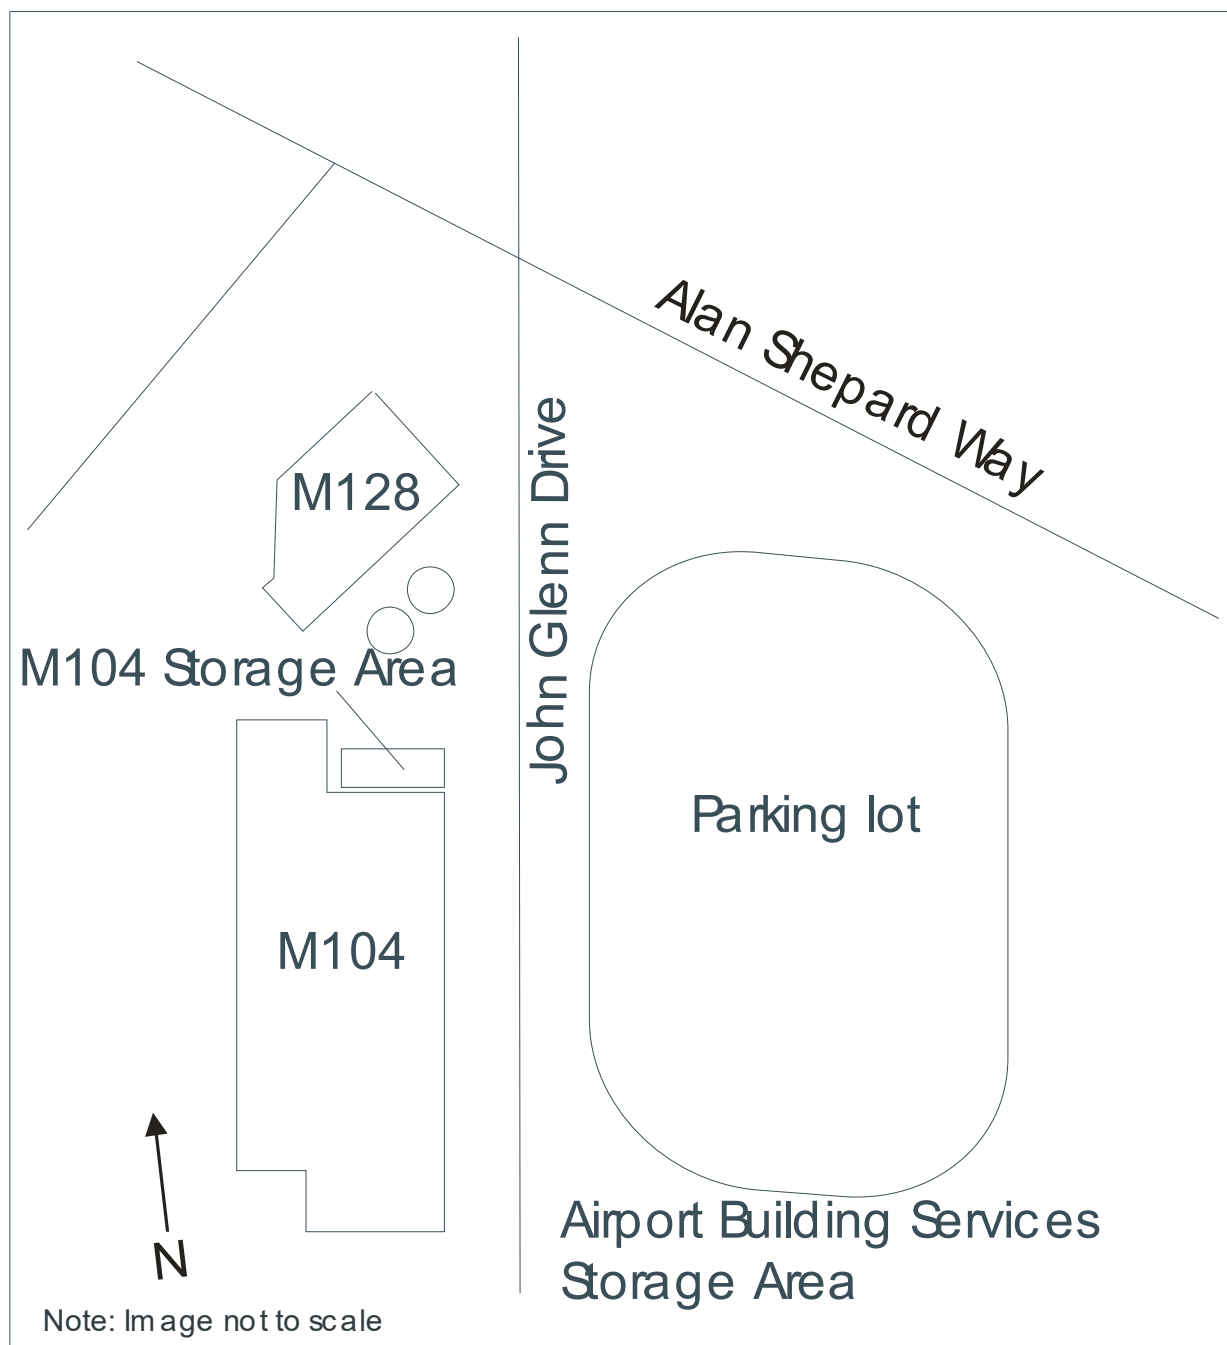 Alan Shepard Way
John Glenn Drive
M128
M104 Storage Area
Parking lot
M104
Airport Building Services
Storage Area
N
Note: Image not to scale